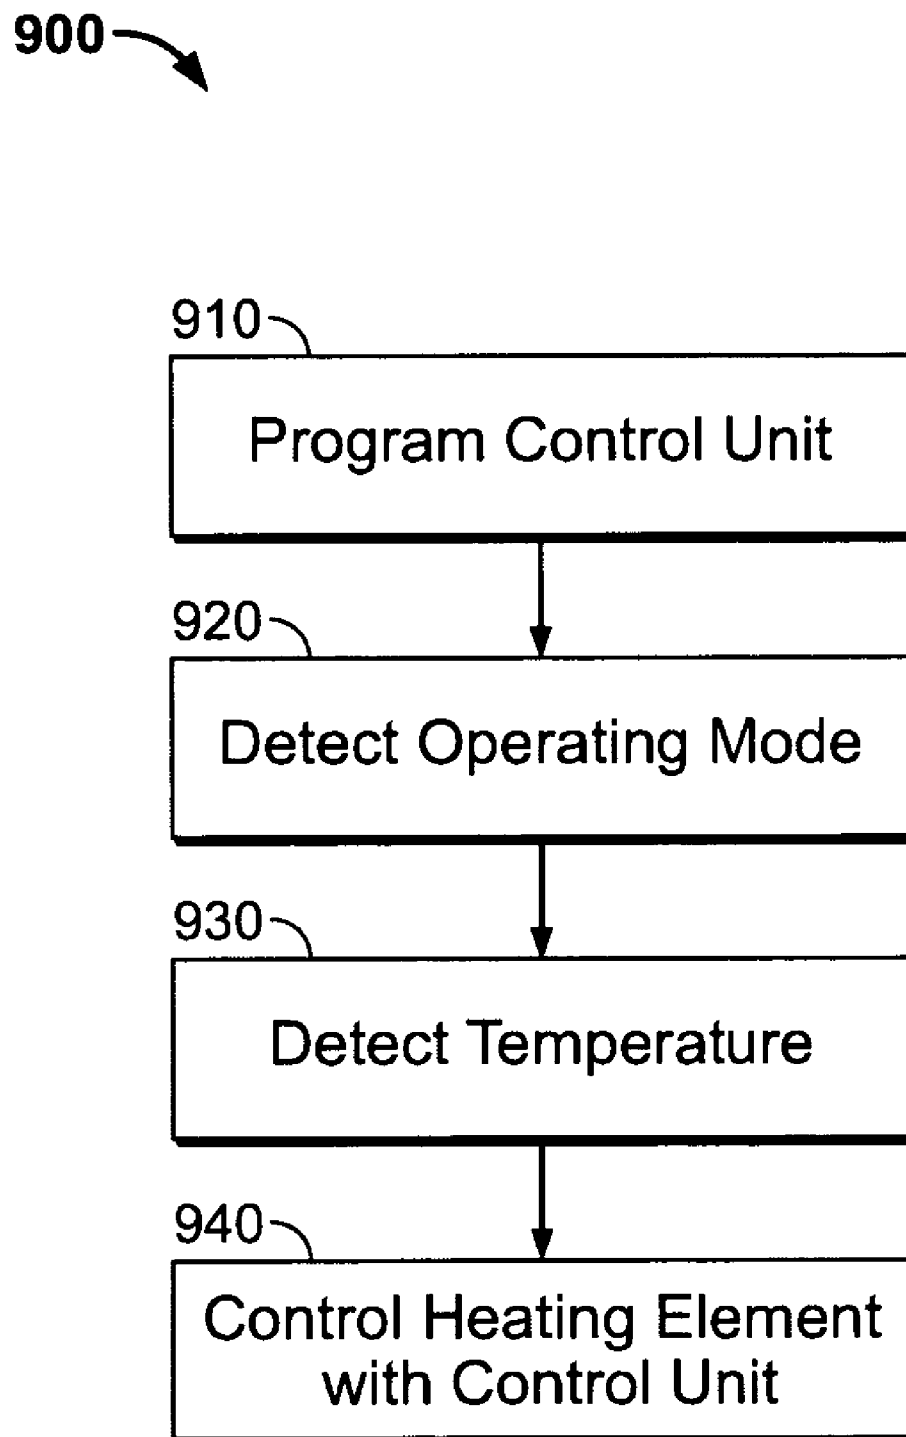 900
910
Program Control Unit
920
Detect Operating Mode
930
Detect Temperature
940
Control Heating Element
with Control Unit